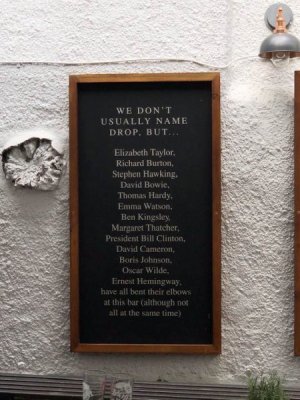 WE DON'T
USUALLY NAME
DROP, BUT...
Elizabeth Taylor,
Richard Burton,
Stephen Hawking,
David Bowie,
Thomas Hardy,
Emma Watson,
Ben Kingsley,
Margaret Thatcher,
President Bill Clinton,
David Cameron,
Boris Johnson,
Oscar Wilde,
Ernest Hemingway,
have all bent their elbows
at this bar (although not
all at the same time)